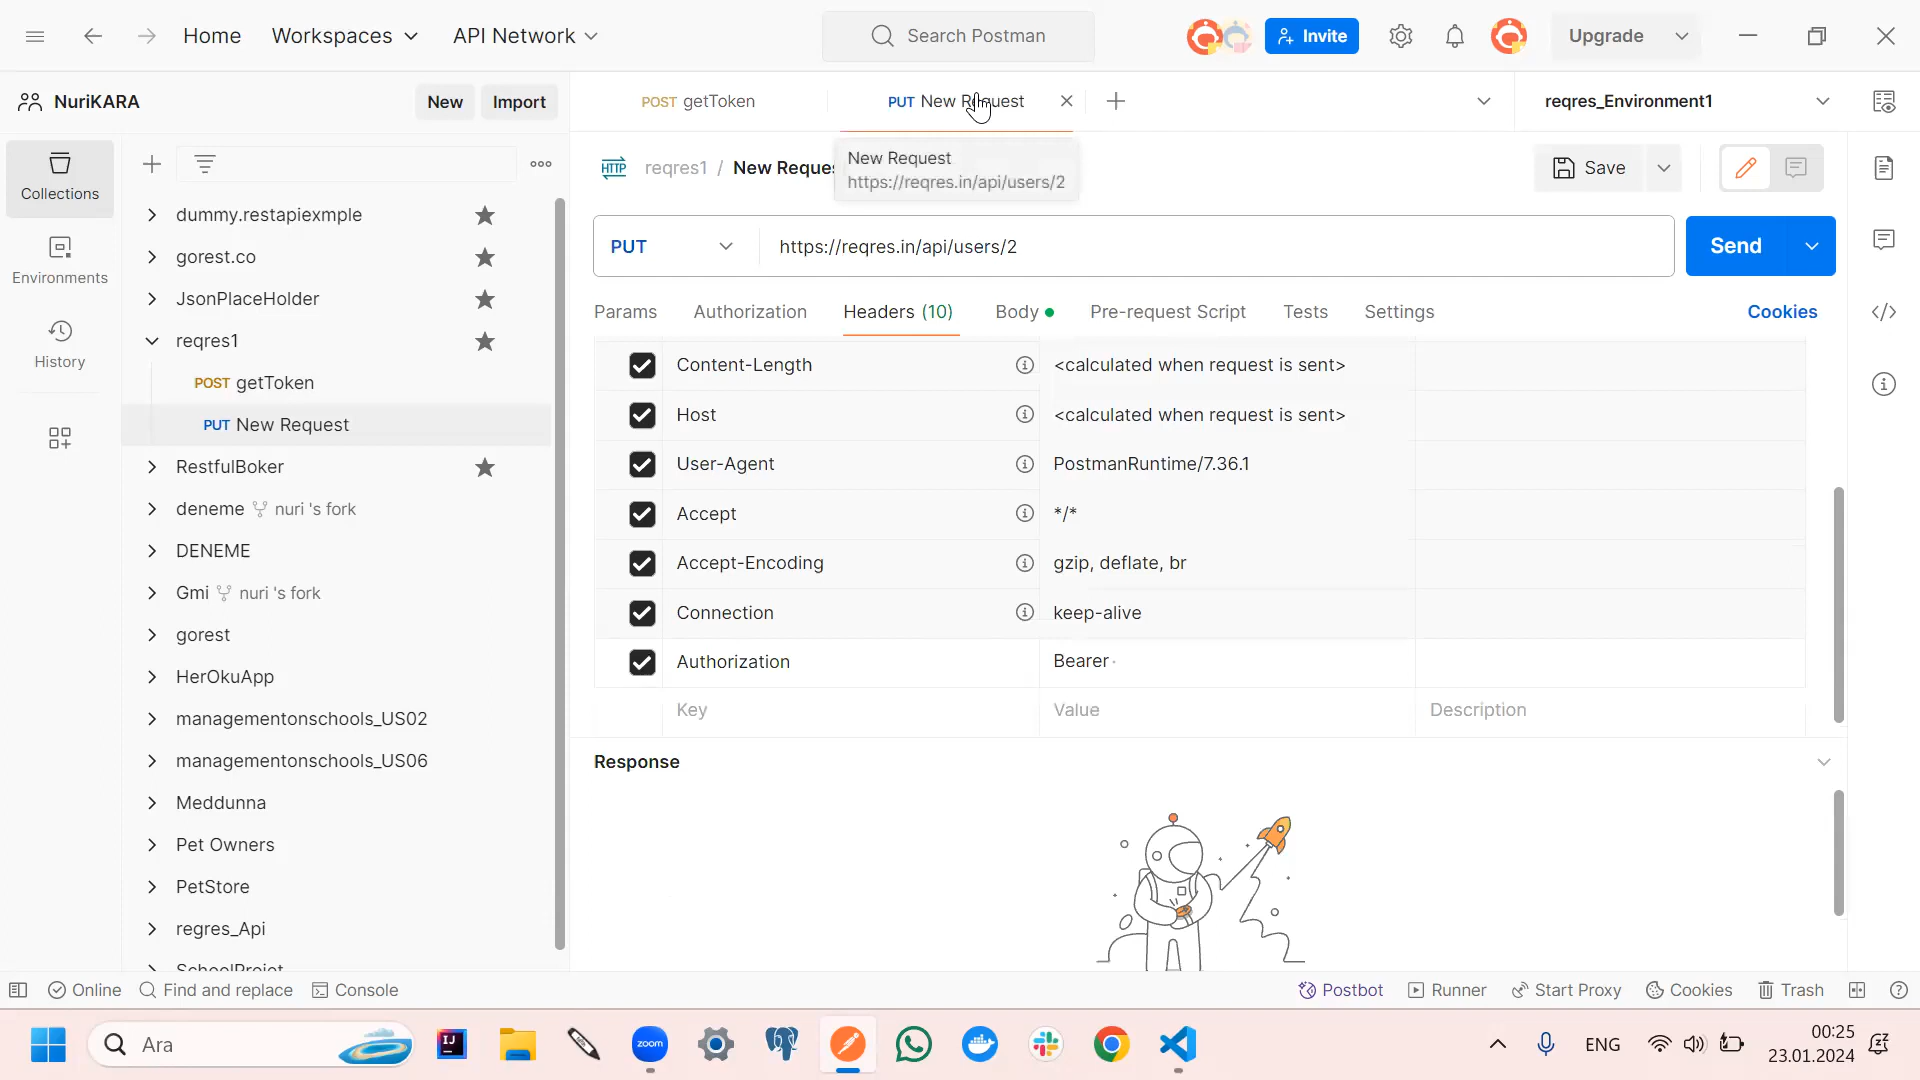 Home
Workspaces
API Network
Search Postman
Invite
Upgrade
NuriKARA
New
Import
POST getToken
PUT New Request
reqres_Environment1
New Request
https://reqres.in/api/users/2
reqres1 / New Reque
Save
Collections
Environments
History
dummy.restapiexmple
gorest.co
JsonPlaceHolder
reqres1
POST getToken
PUT New Request
RestfulBoker
deneme nuri 's fork
DENEME
Gmi nuri 's fork
gorest
HerOkuApp
managementonschools_US02
managementonschools_US06
Meddunna
Pet Owners
PetStore
regres_Api
SchoolProjet
HTTP
PUT
https://reqres.in/api/users/2
Send
Params
Authorization
Headers (10)
Body
Pre-request Script
Tests
Settings
Cookies
Content-Length <calculated when request is sent>
Host <calculated when request is sent>
User-Agent PostmanRuntime/7.36.1
Accept */*
Accept-Encoding gzip, deflate, br
Connection keep-alive
Authorization Bearer
Key Value Description
Response
Online
Find and replace
Console
Postbot
Runner
Start Proxy
Cookies
Trash
Ara
IJ
zoom
ENG
00:25
23.01.2024